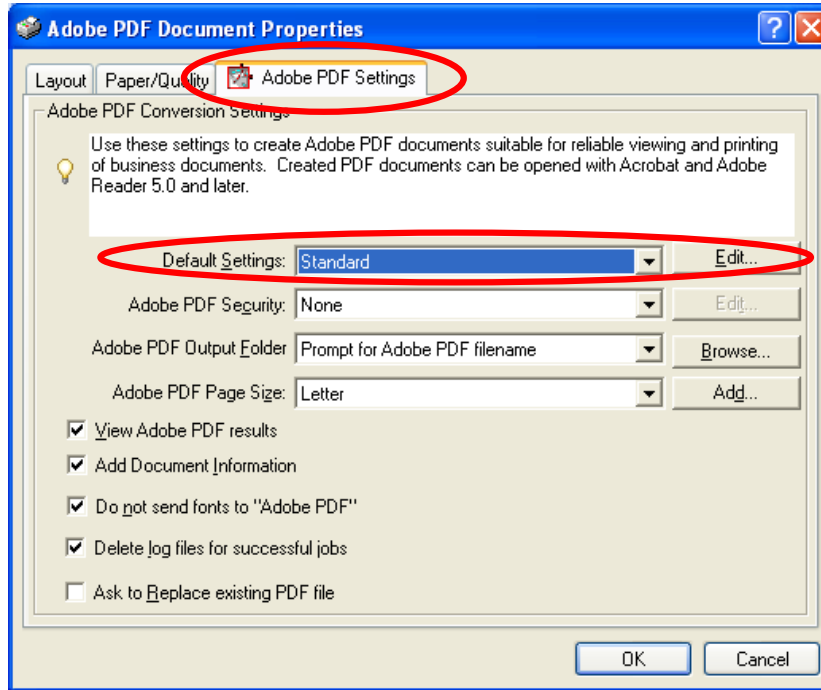 Adobe PDF Document Properties
Layout Paper/Quality Adobe PDF Settings
Adobe PDF Conversion Settings
Use these settings to create Adobe PDF documents suitable for reliable viewing and printing
of business documents.  Created PDF documents can be opened with Acrobat and Adobe
Reader 5.0 and later.
Default Settings: Standard Edit...
Adobe PDF Security: None Edit...
Adobe PDF Output Folder Prompt for Adobe PDF filename Browse...
Adobe PDF Page Size: Letter Add...
View Adobe PDF results
Add Document Information
Do not send fonts to "Adobe PDF"
Delete log files for successful jobs
Ask to Replace existing PDF file
OK Cancel